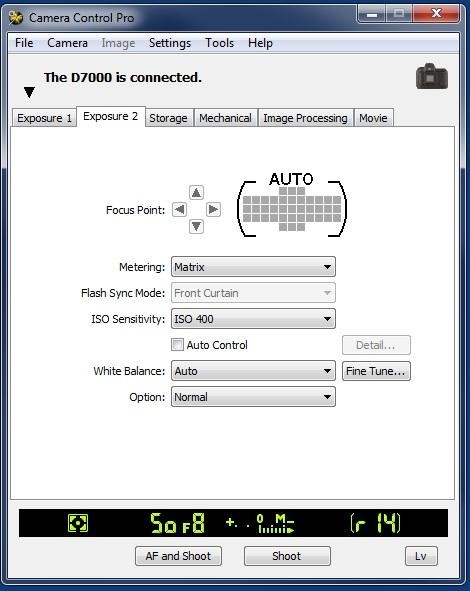 Camera Control Pro
File Camera Image Settings Tools Help
The D7000 is connected.
Exposure 1 Exposure 2 Storage Mechanical Image Processing Movie
AUTO
Focus Point:
Metering: Matrix
Flash Sync Mode: Front Curtain
ISO Sensitivity: ISO 400
Auto Control Detail...
White Balance: Auto Fine Tune...
Option: Normal
50 F8 +. . 0 . M- (r 14)
AF and Shoot Shoot Lv